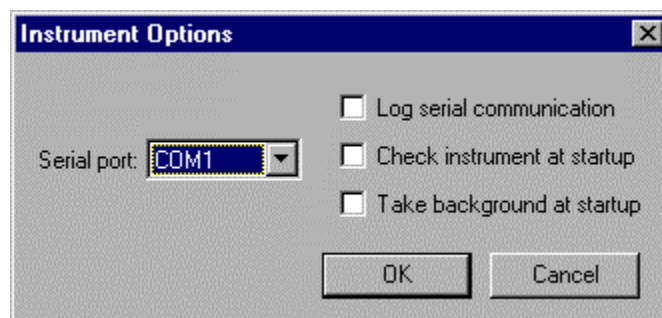 Instrument Options
Log serial communication
Serial port: COM1
Check instrument at startup
Take background at startup
OK
Cancel